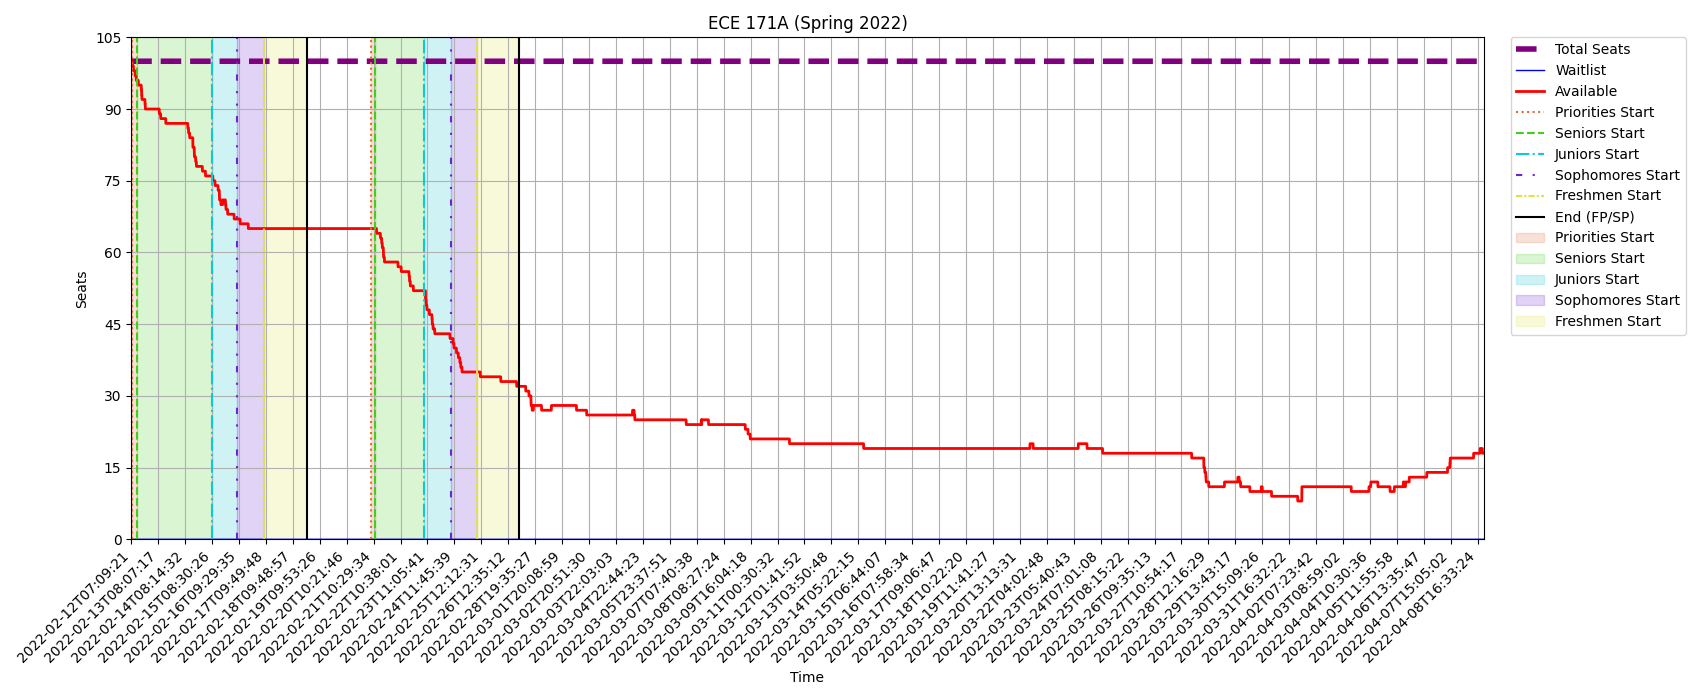 ECE 171A (Spring 2022)
105
90
75
60
45
30
15
0
Seats
2022-02-12T07:09:21
2022-02-13T08:07:17
2022-02-14T08:14:32
2022-02-15T08:30:26
2022-02-16T09:29:35
2022-02-17T09:49:48
2022-02-18T09:48:57
2022-02-19T09:53:26
2022-02-20T10:21:46
2022-02-21T10:29:34
2022-02-22T10:38:01
2022-02-23T11:05:41
2022-02-24T11:45:39
2022-02-25T12:12:31
2022-02-26T12:35:12
2022-02-28T19:35:27
2022-03-01T20:08:59
2022-03-02T20:51:30
2022-03-03T22:03:03
2022-03-04T22:44:23
2022-03-05T23:37:51
2022-03-07T07:40:38
2022-03-08T08:27:24
2022-03-09T16:04:18
2022-03-11T00:30:32
2022-03-12T01:41:52
2022-03-13T03:50:48
2022-03-14T05:22:15
2022-03-15T06:44:07
2022-03-16T07:58:34
2022-03-17T09:06:47
2022-03-18T10:22:20
2022-03-19T11:41:27
2022-03-20T13:13:31
2022-03-22T04:02:48
2022-03-23T05:40:43
2022-03-24T07:01:08
2022-03-25T08:15:22
2022-03-26T09:35:13
2022-03-27T10:54:17
2022-03-28T12:16:29
2022-03-29T13:43:17
2022-03-30T15:09:26
2022-03-31T16:32:22
2022-04-02T07:23:42
2022-04-03T08:59:02
2022-04-04T10:30:36
2022-04-05T11:55:58
2022-04-06T13:35:47
2022-04-07T15:05:02
2022-04-08T16:33:24
Time
Total Seats
Waitlist
Available
Priorities Start
Seniors Start
Juniors Start
Sophomores Start
Freshmen Start
End (FP/SP)
Priorities Start
Seniors Start
Juniors Start
Sophomores Start
Freshmen Start